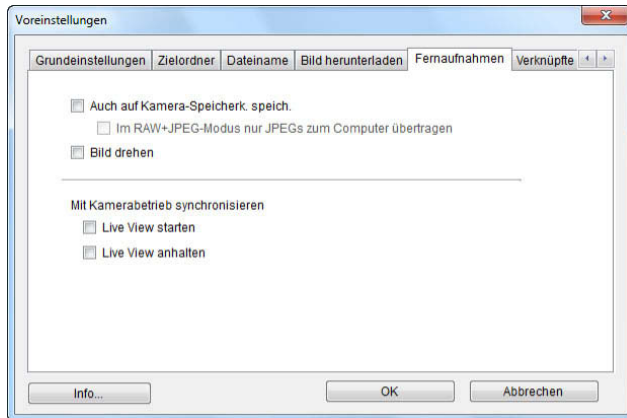 Voreinstellungen
Grundeinstellungen Zielordner Dateiname Bild herunterladen Fernaufnahmen Verknüpfte
Auch auf Kamera-Speicherk. speich.
Im RAW+JPEG-Modus nur JPEGs zum Computer übertragen
Bild drehen
Mit Kamerabetrieb synchronisieren
Live View starten
Live View anhalten
Info... OK Abbrechen